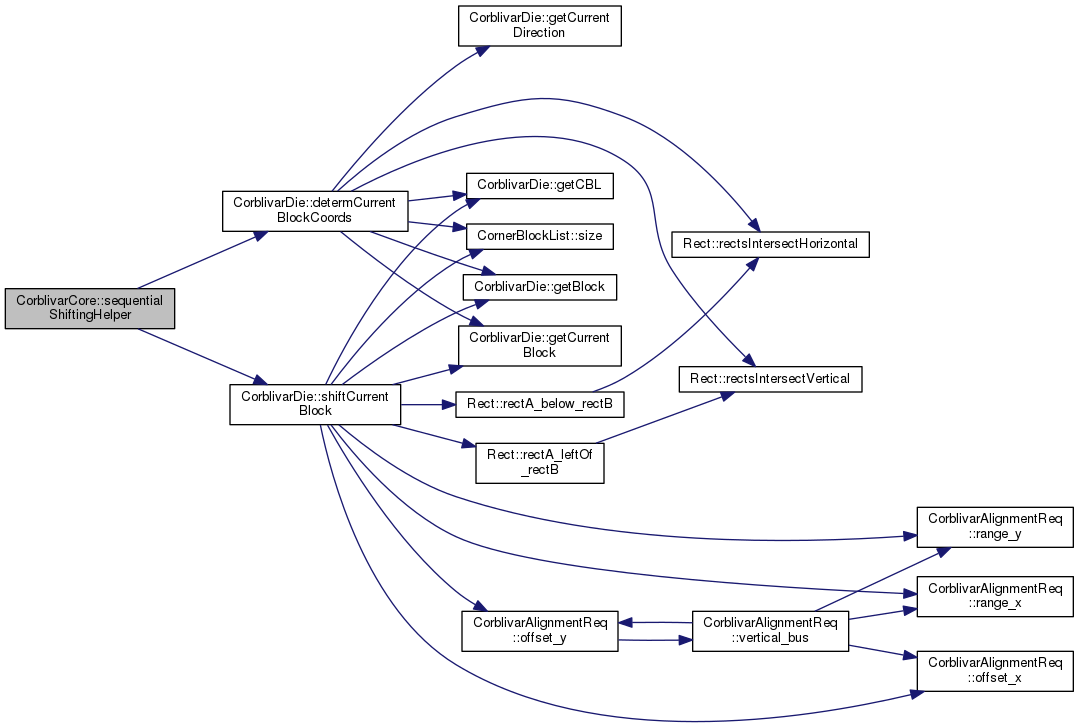 CorblivarDie::getCurrent
Direction
CorblivarDie::getCBL
CorblivarDie::determCurrent
BlockCoords
CornerBlockList::size
Rect::rectsIntersectHorizontal
CorblivarDie::getBlock
CorblivarCore::sequential
ShiftingHelper
CorblivarDie::getCurrent
Block
Rect::rectsIntersectVertical
CorblivarDie::shiftCurrent
Block
Rect::rectA_below_rectB
Rect::rectA_leftOf
_rectB
CorblivarAlignmentReq
::range_y
CorblivarAlignmentReq
::range_x
CorblivarAlignmentReq
::offset_y
CorblivarAlignmentReq
::vertical_bus
CorblivarAlignmentReq
::offset_x